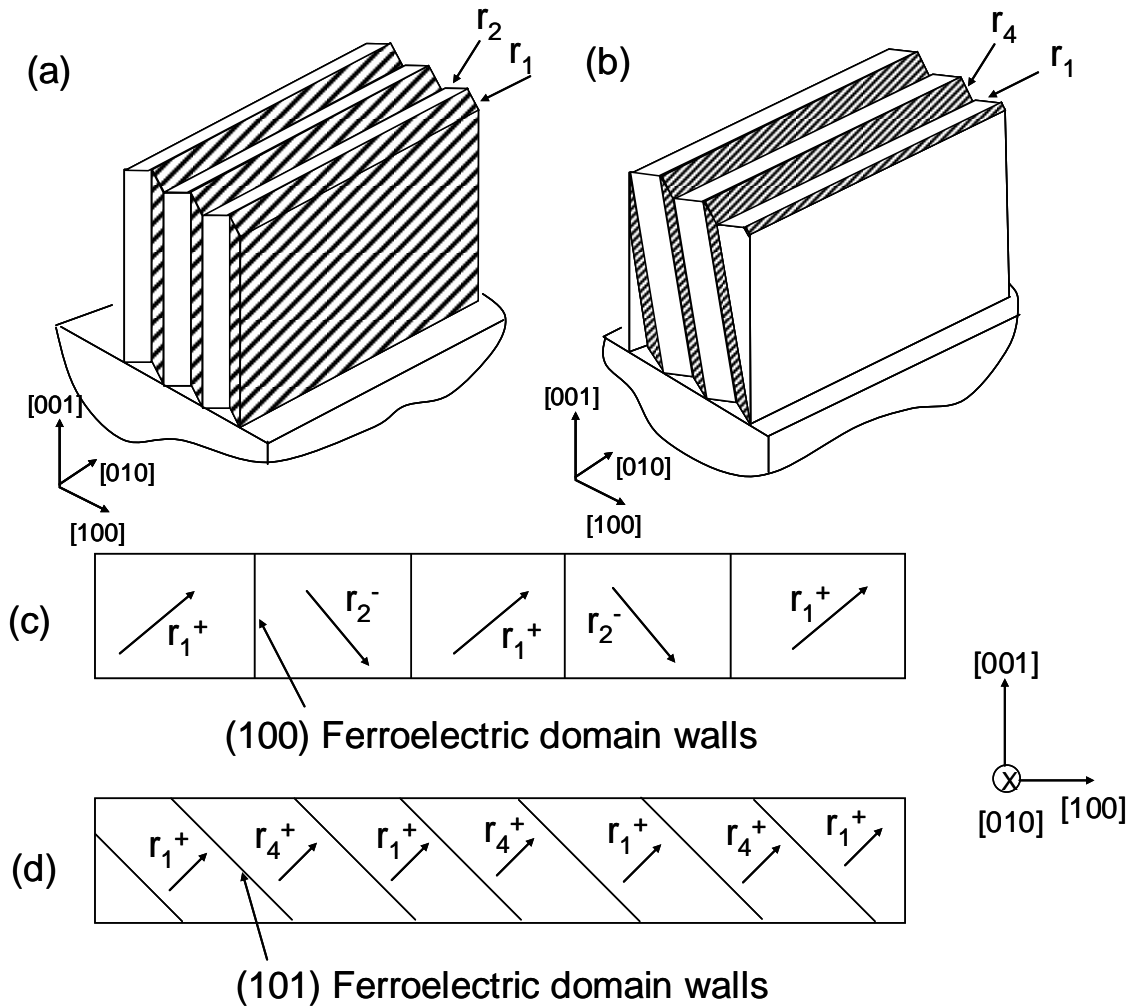 (a)
r2
r1
(b)
r4
r1
[001]
[010]
[100]
[001]
[010]
[100]
(c)
r1+
r2-
r1+
r2-
r1+
(100) Ferroelectric domain walls
[001]
X
[010]
[100]
(d)
r1+
r4+
r1+
r4+
r1+
r4+
r1+
(101) Ferroelectric domain walls